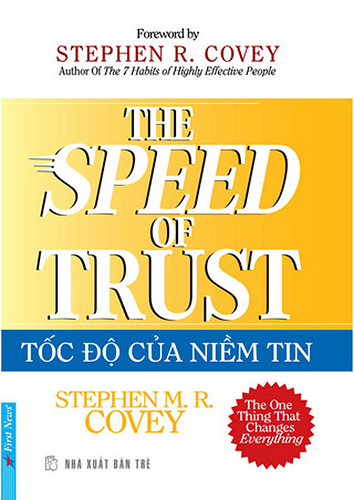 Foreword by
STEPHEN R. COVEY
Author Of The 7 Habits of Highly Effective People
THE
SPEED
OF
TRUST
TỐC ĐỘ CỦA NIỀM TIN
STEPHEN M. R.
COVEY
The One
Thing That
Changes
Everything
First News
NHÀ XUẤT BẢN TRẺ